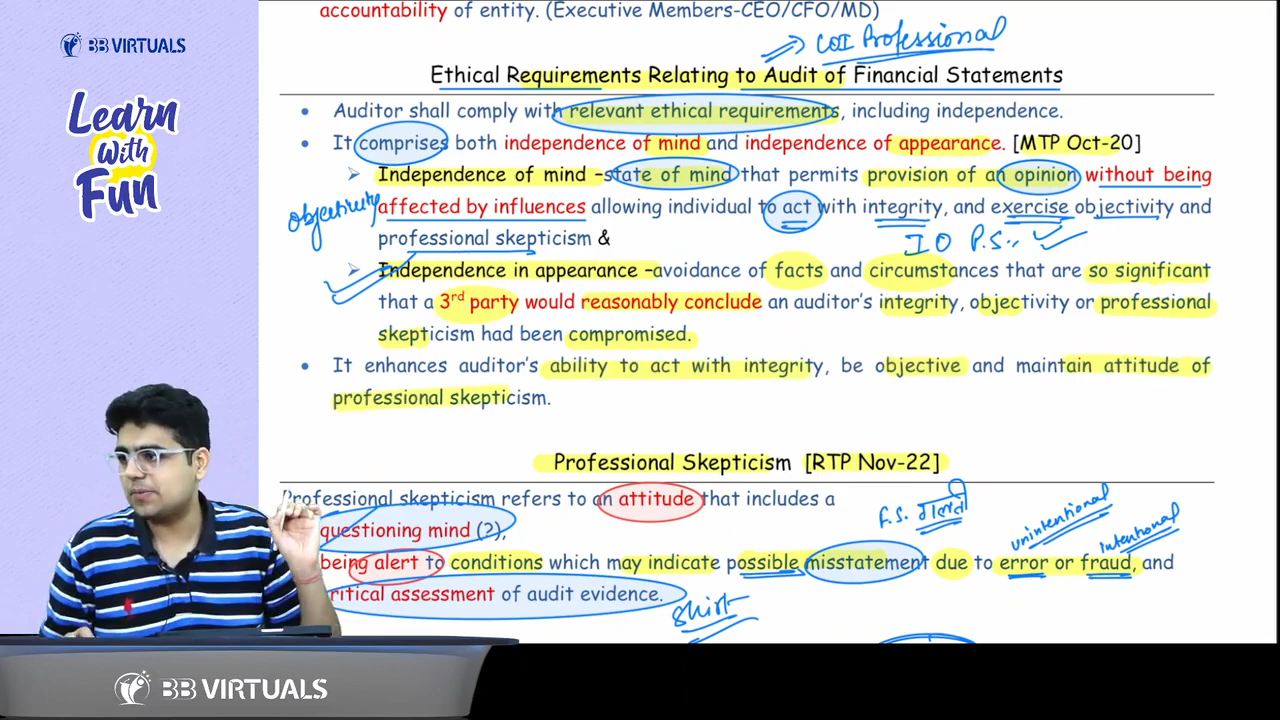 accountability of entity. (Executive Members-CEO/CFO/MD)
BB VIRTUALS
COI Professional
Ethical Requirements Relating to Audit of Financial Statements
Learn
With
Fun
• Auditor shall comply with relevant ethical requirements, including independence.
• It comprises both independence of mind and independence of appearance. [MTP Oct-20]
➤ Independence of mind –state of mind that permits provision of an opinion without being
objectivity
affected by influences allowing individual to act with integrity, and exercise objectivity and
professional skepticism &
I O P.S..
➤ Independence in appearance –avoidance of facts and circumstances that are so significant
that a 3rd party would reasonably conclude an auditor's integrity, objectivity or professional
skepticism had been compromised.
• It enhances auditor's ability to act with integrity, be objective and maintain attitude of
professional skepticism.
Professional Skepticism [RTP Nov-22]
Professional skepticism refers to an attitude that includes a
F.S. गलत
unintentional
intentional
questioning mind (?),
being alert to conditions which may indicate possible misstatement due to error or fraud, and
critical assessment of audit evidence.
BB VIRTUALS